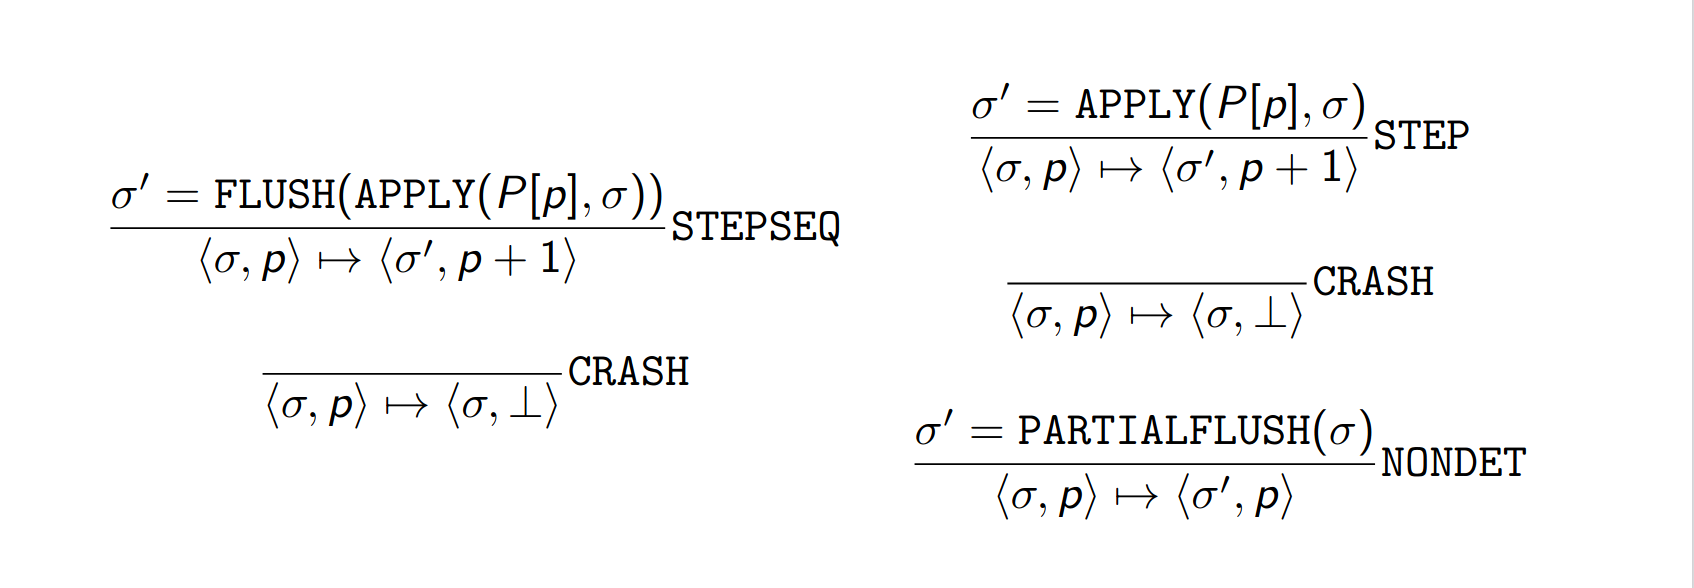 σ′ = FLUSH(APPLY(P[p], σ))
STEPSEQ
⟨σ, p⟩ ↦ ⟨σ′, p + 1⟩
CRASH
⟨σ, p⟩ ↦ ⟨σ, ⊥⟩
σ′ = APPLY(P[p], σ)
STEP
⟨σ, p⟩ ↦ ⟨σ′, p + 1⟩
CRASH
⟨σ, p⟩ ↦ ⟨σ, ⊥⟩
σ′ = PARTIALFLUSH(σ)
NONDET
⟨σ, p⟩ ↦ ⟨σ′, p⟩